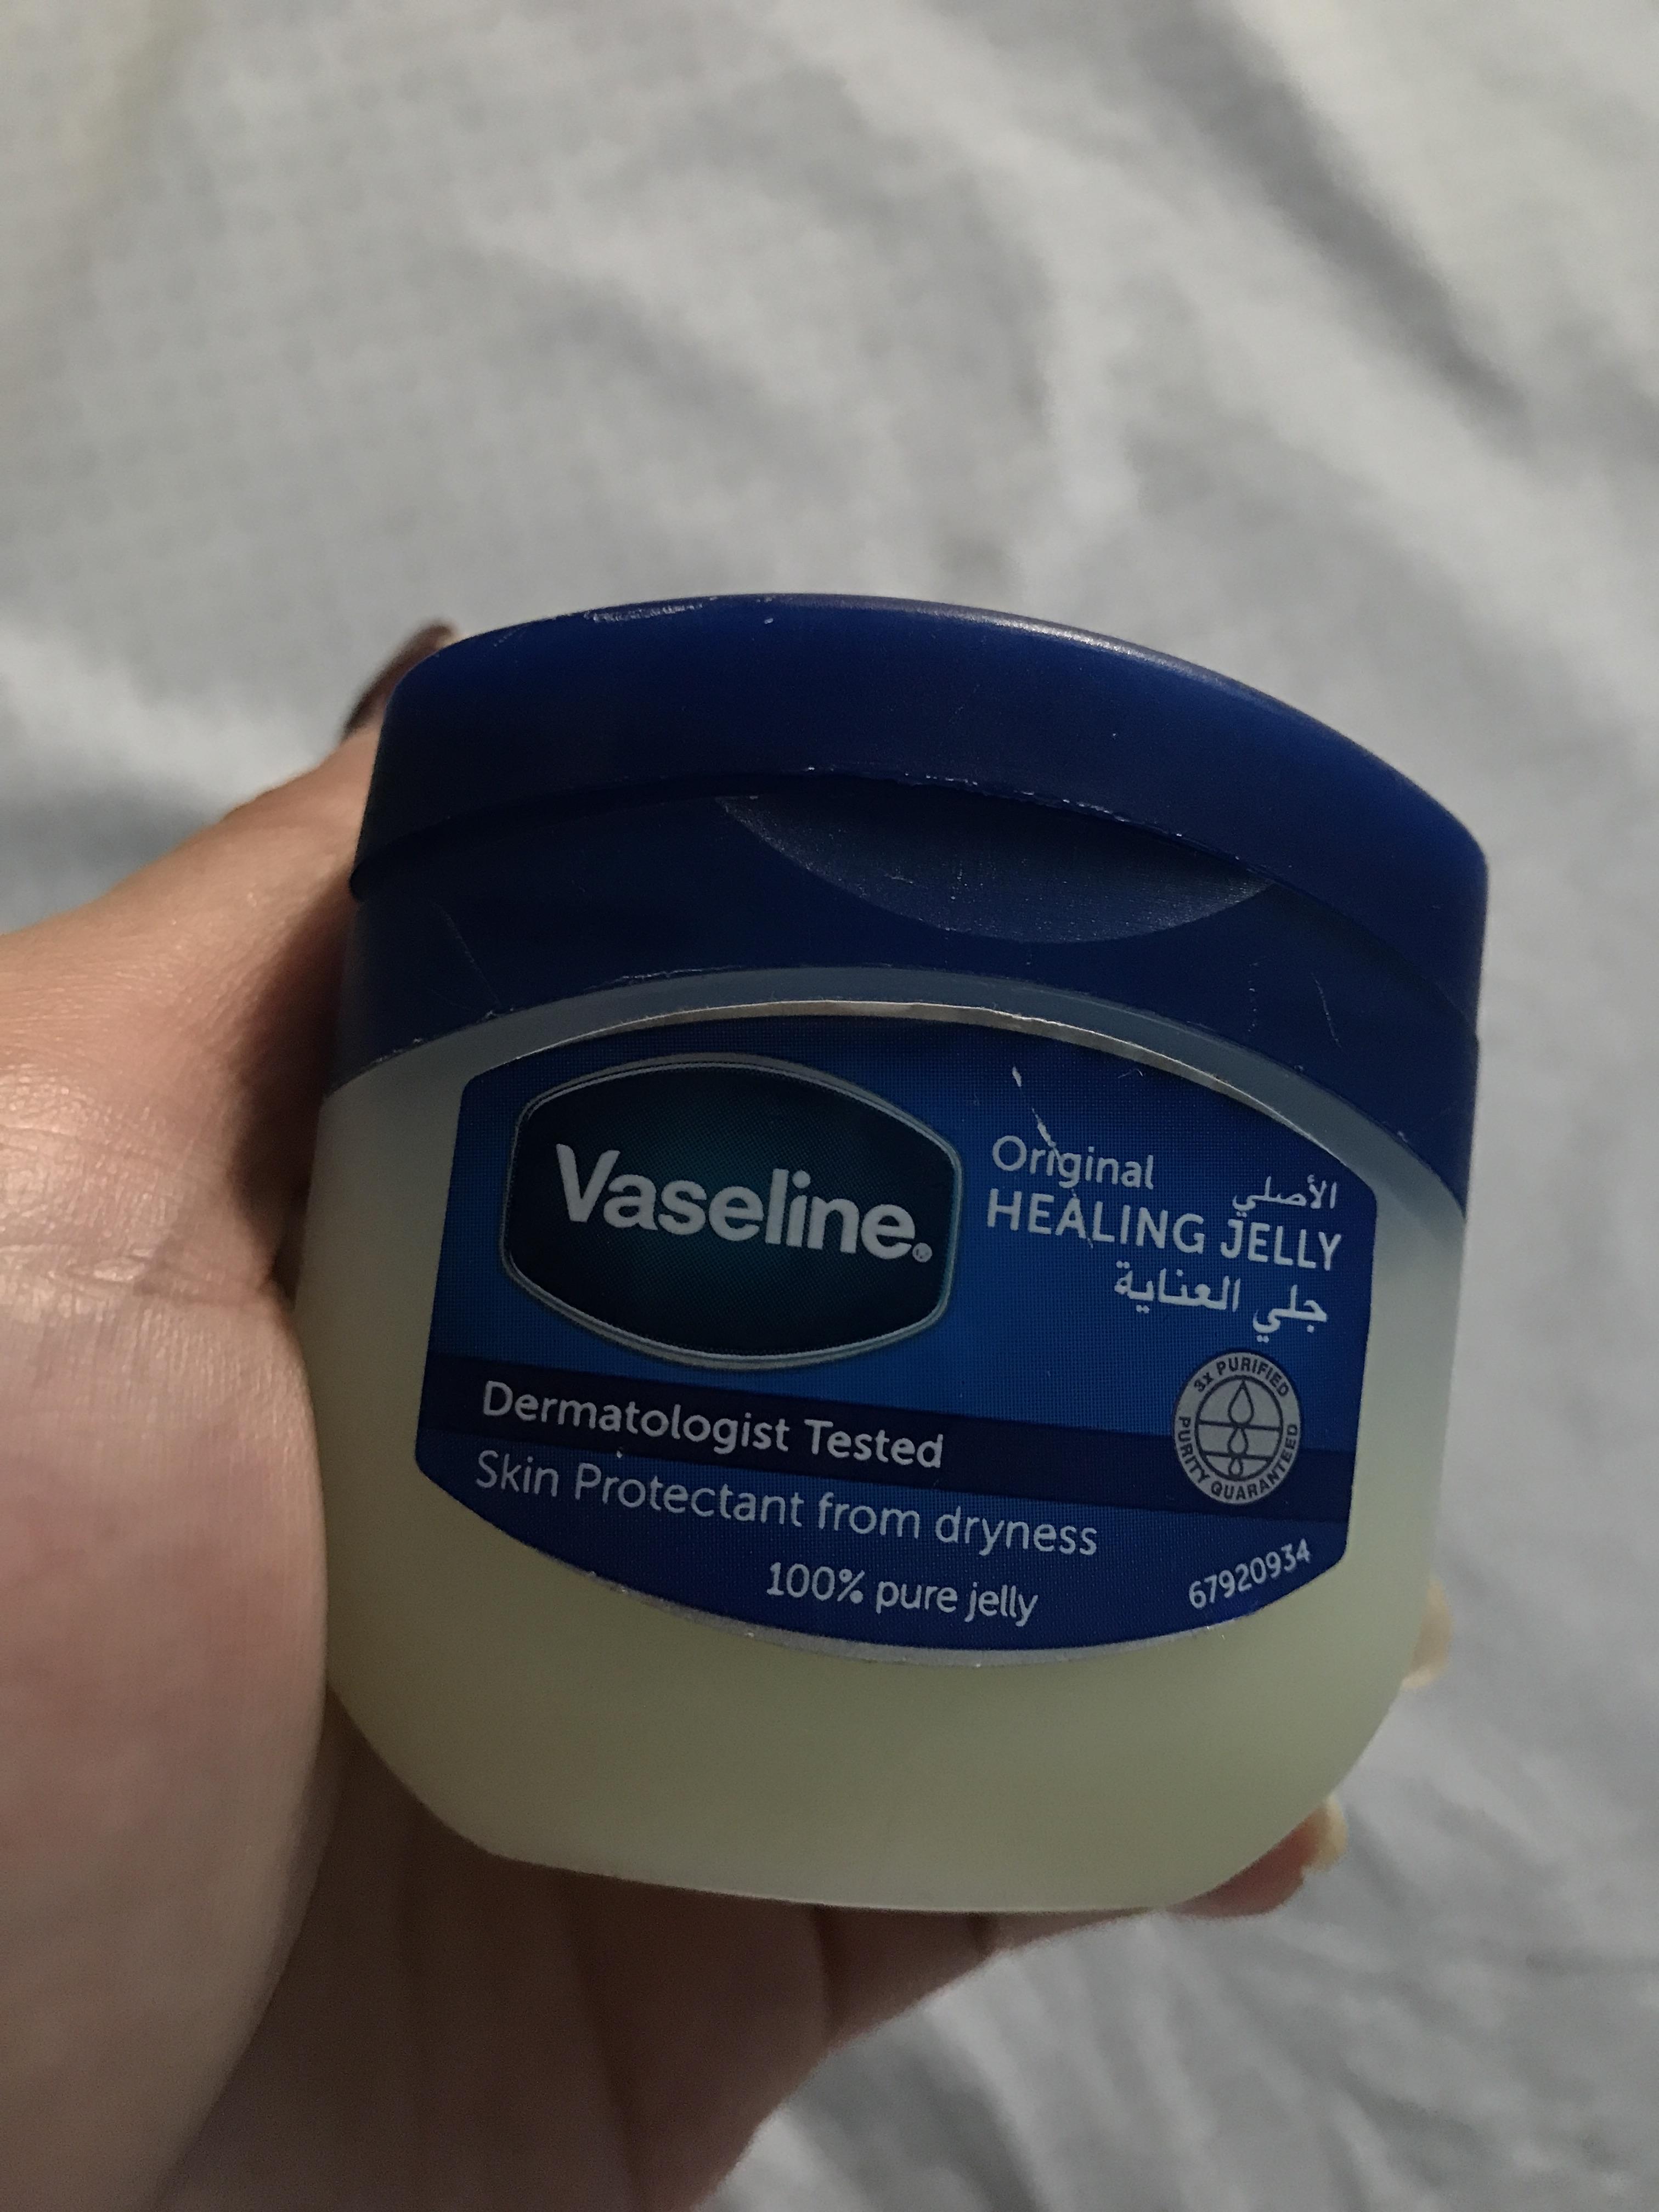 Vaseline®
Original
الأصلي
HEALING JELLY
جلي العناية
3x PURIFIED
PURITY GUARANTEED
Dermatologist Tested
Skin Protectant from dryness
100% pure jelly
67920934